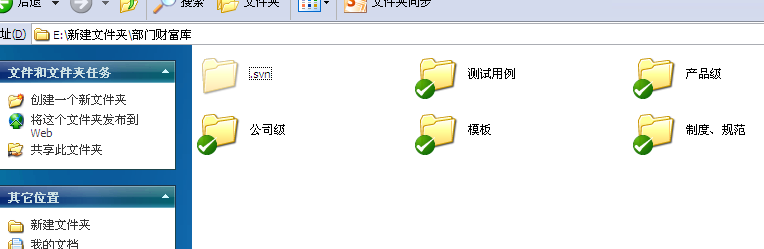 后退 搜索 文件夹 文件夹同步
址(D) E:\新建文件夹\部门财富库
文件和文件夹任务
创建一个新文件夹
将这个文件夹发布到
Web
共享此文件夹
其它位置
新建文件夹
我的文档
.svn 测试用例 产品级
公司级 模板 制度、规范